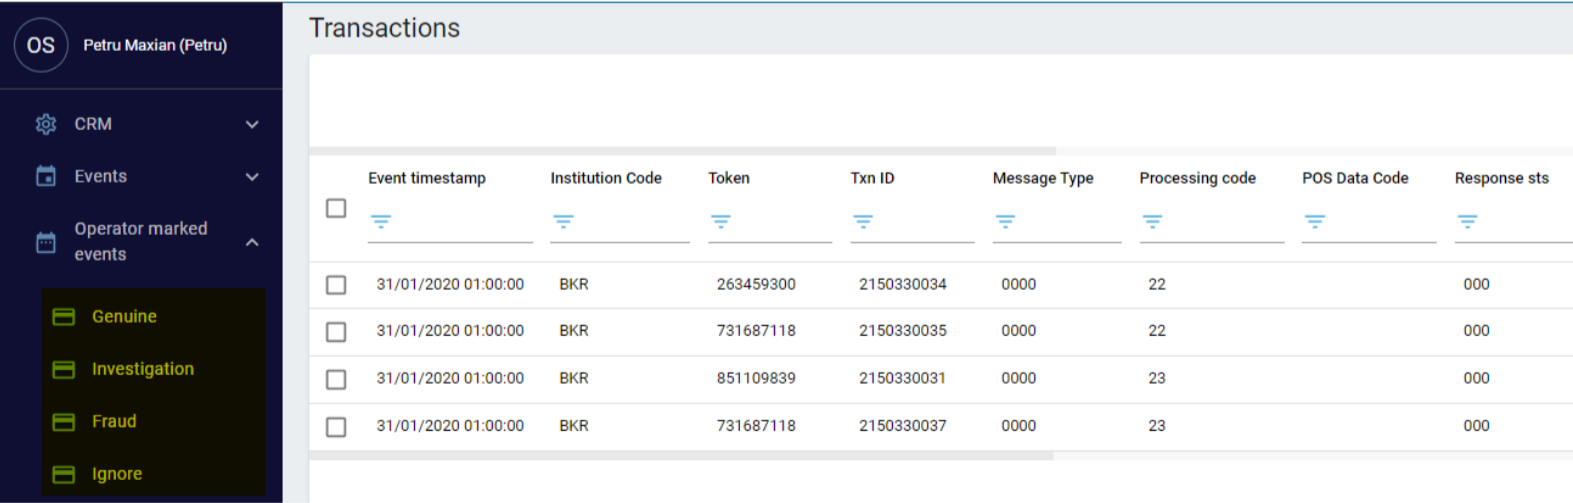 OS Petru Maxian (Petru)
CRM
Events
Operator marked
events
Genuine
Investigation
Fraud
Ignore
Transactions
Event timestamp Institution Code Token Txn ID Message Type Processing code POS Data Code Response sts
31/01/2020 01:00:00 BKR 263459300 2150330034 0000 22 000
31/01/2020 01:00:00 BKR 731687118 2150330035 0000 22 000
31/01/2020 01:00:00 BKR 851109839 2150330031 0000 23 000
31/01/2020 01:00:00 BKR 731687118 2150330037 0000 23 000